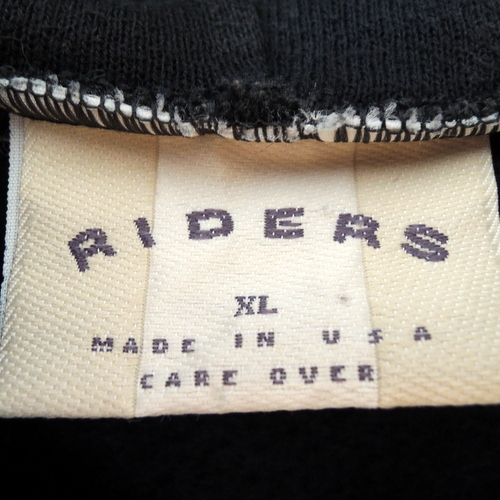 RIDERS
XL
MADE IN USA
CARE OVER